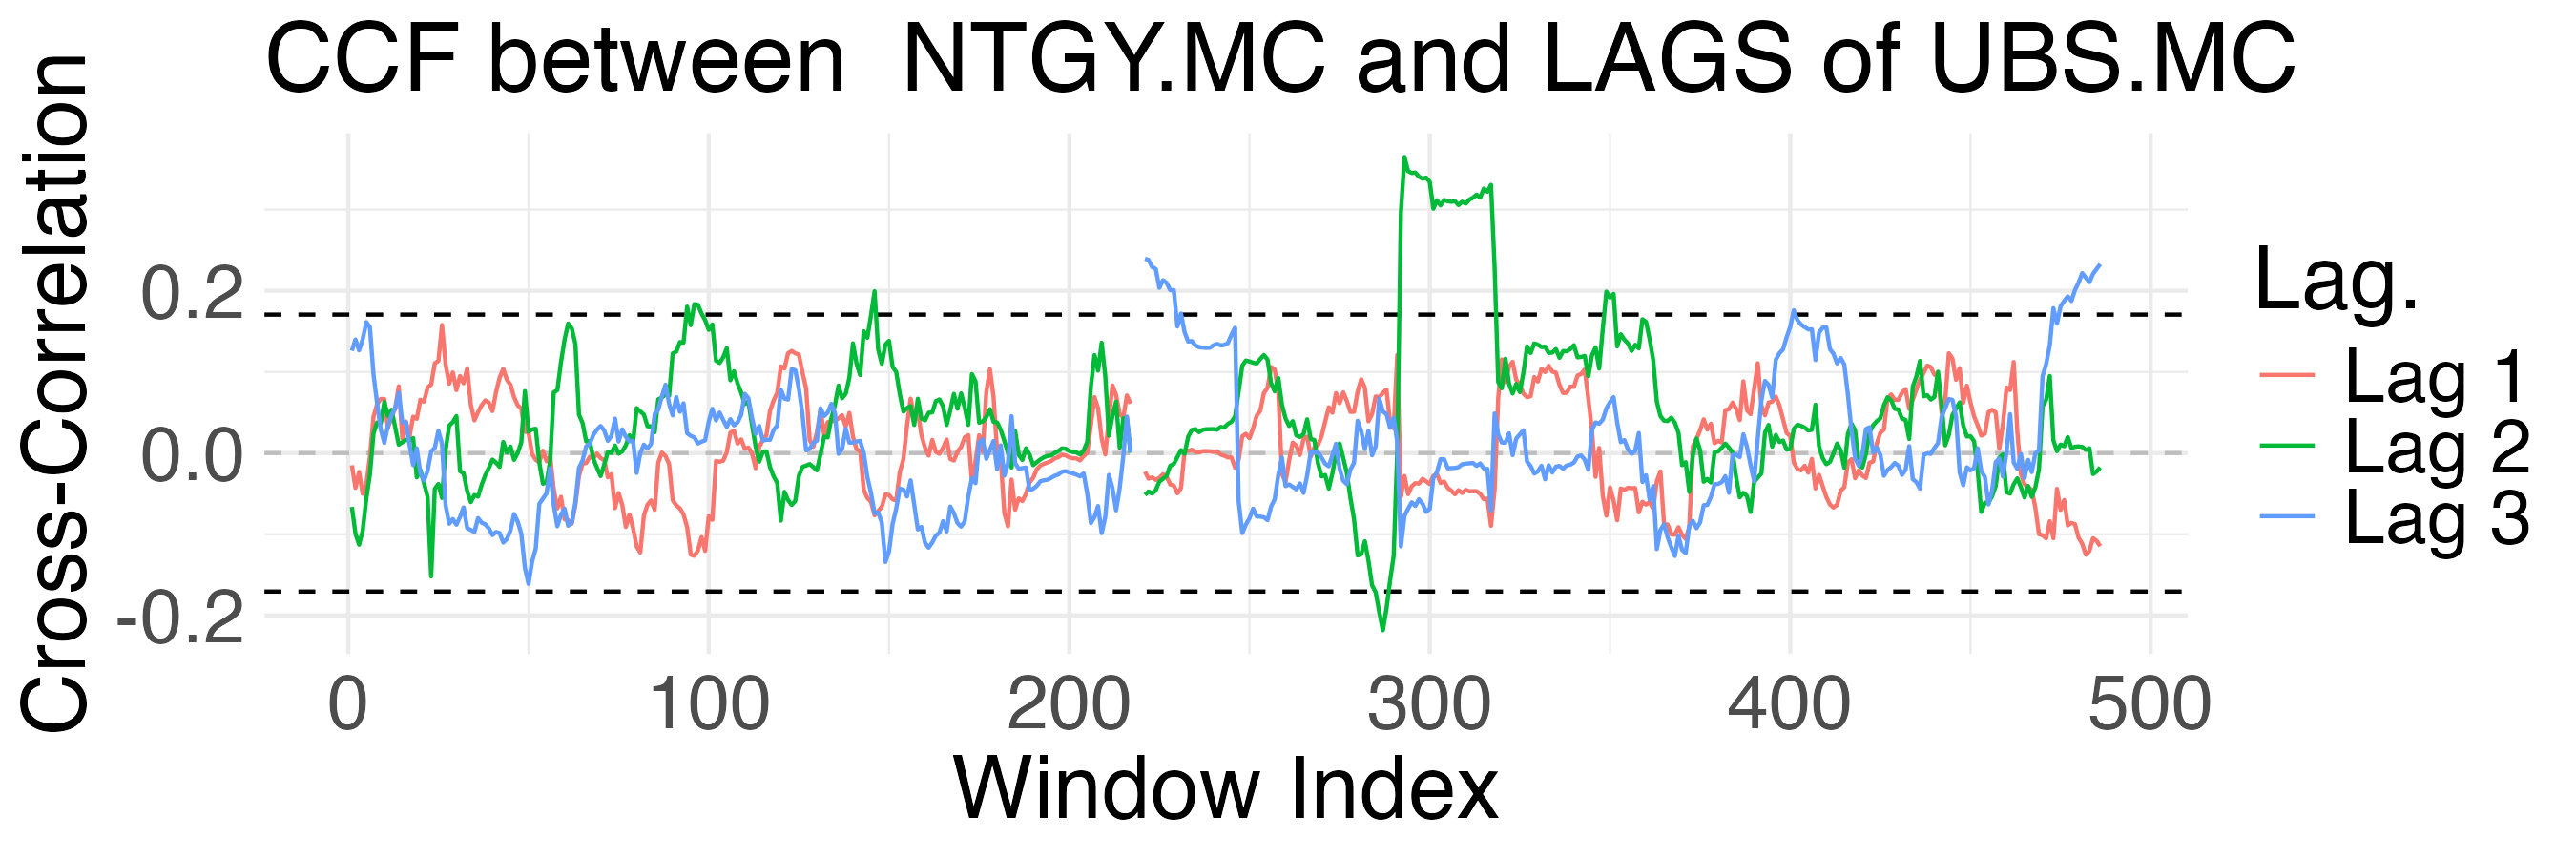 CCF between  NTGY.MC and LAGS of UBS.MC
Cross-Correlation
0.2
0.0
-0.2
0 100 200 300 400 500
Window Index
Lag.
Lag 1
Lag 2
Lag 3